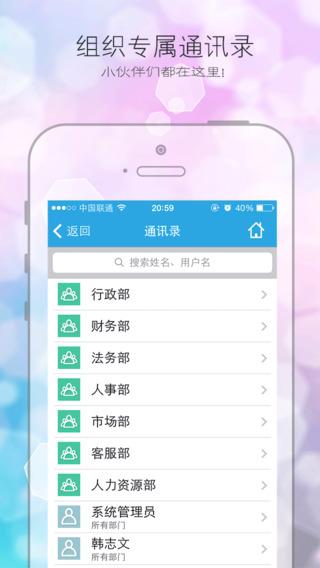 组织专属通讯录
小伙伴们都在这里!
中国联通 20:59 40%
返回 通讯录
搜索姓名、用户名
行政部
财务部
法务部
人事部
市场部
客服部
人力资源部
系统管理员
所有部门
韩志文
所有部门